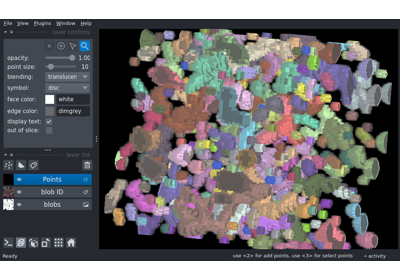 File View Plugins Window Help
layer controls
opacity: 1.00
point size: 10
blending: translucen
symbol: disc
face color: white
edge color: dimgrey
display text:
out of slice:
layer list
Points
blob ID
blobs
use <2> for add points, use <3> for select points
activity